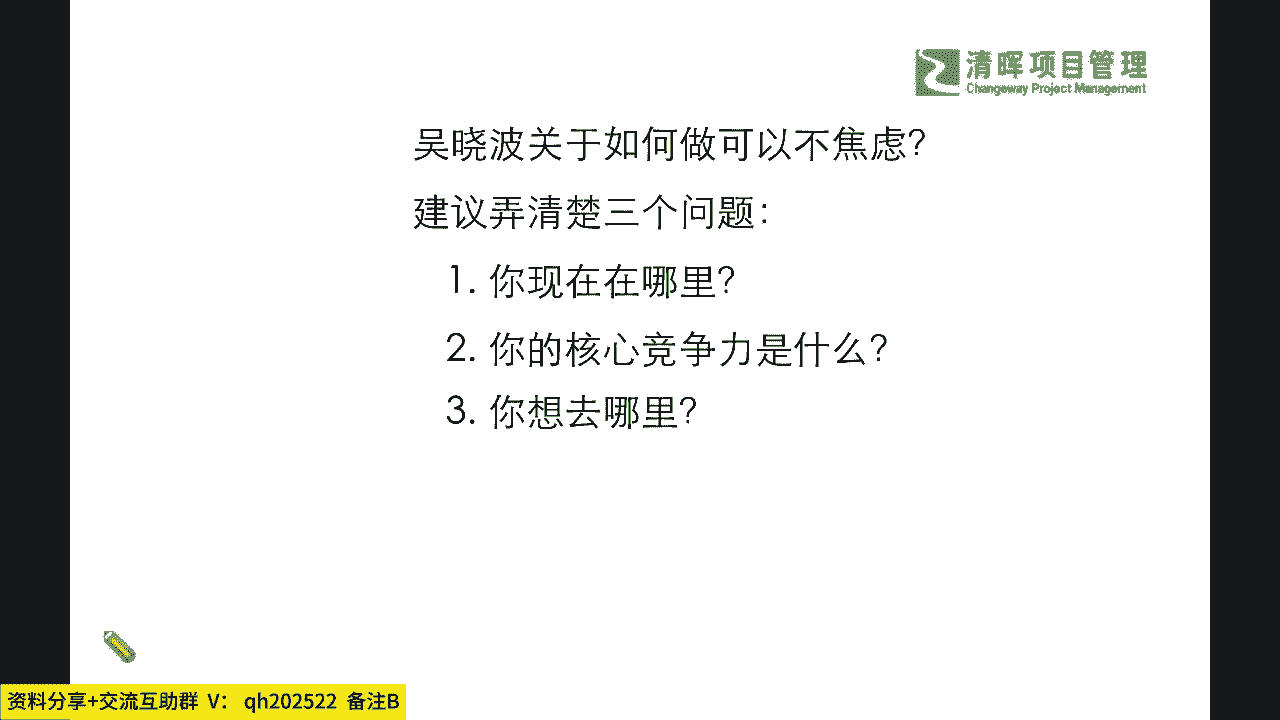 清晖项目管理
Changeway Project Management
吴晓波关于如何做可以不焦虑?
建议弄清楚三个问题:
1. 你现在在哪里?
2. 你的核心竞争力是什么?
3. 你想去哪里?
资料分享+交流互助群 V: qh202522 备注B